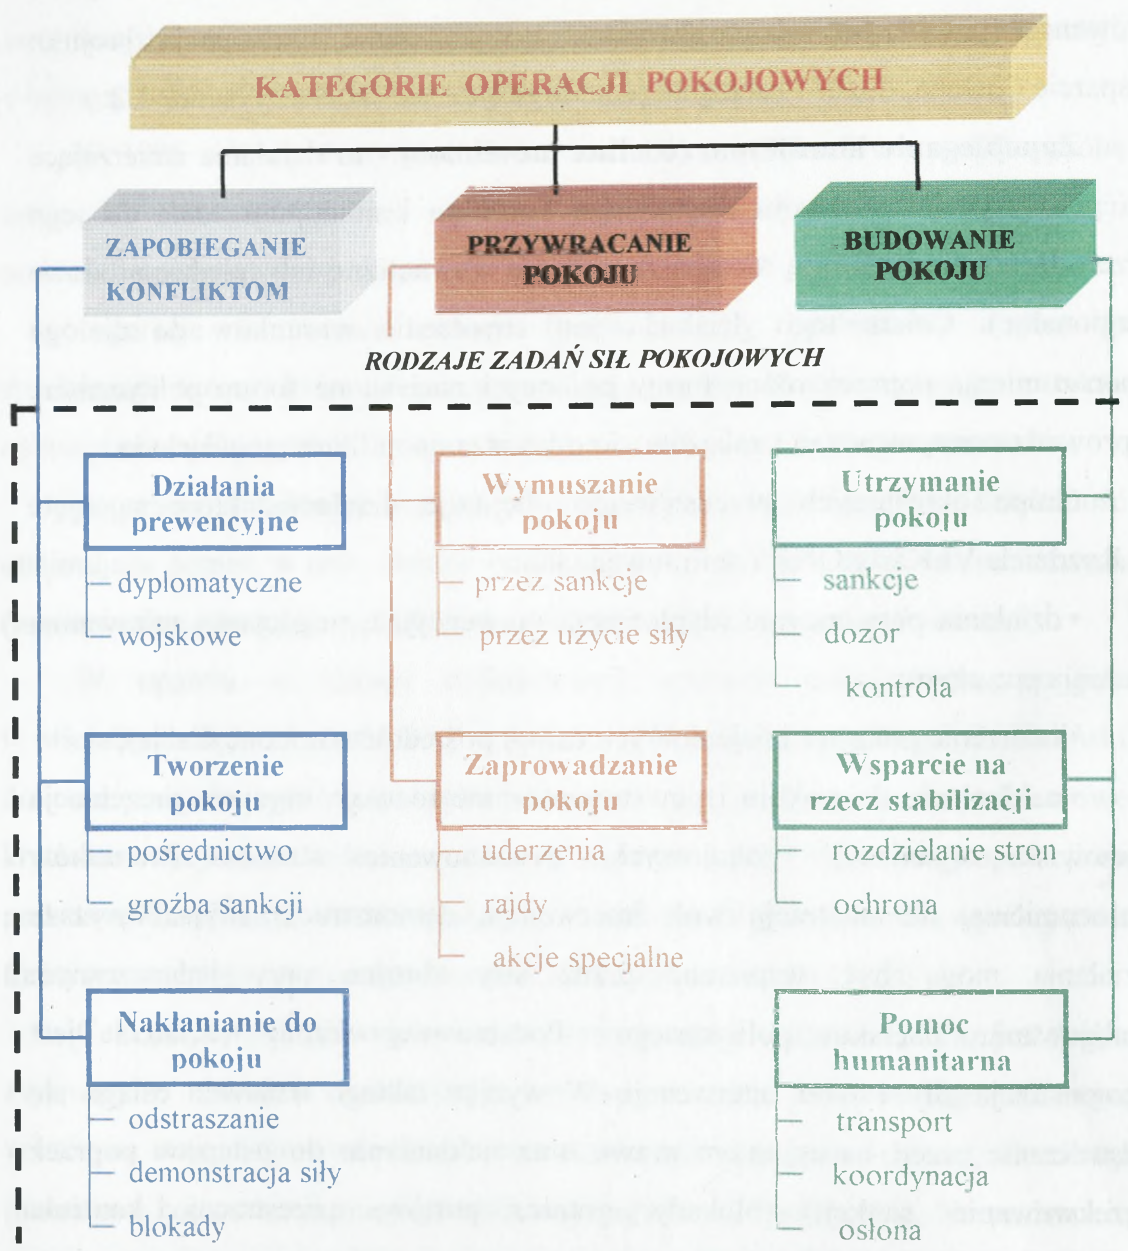 KATEGORIE OPERACJI POKOJOWYCH
ZAPOBIEGANIE
KONFLIKTOM
PRZYWRACANIE
POKOJU
BUDOWANIE
POKOJU
RODZAJE ZADAŃ SIŁ POKOJOWYCH
Działania
prewencyjne
dyplomatyczne
wojskowe
Tworzenie
pokoju
pośrednictwo
groźba sankcji
Nakłanianie do
pokoju
odstraszanie
demonstracja siły
blokady
Wymuszanie
pokoju
przez sankcje
przez użycie siły
Zaprowadzanie
pokoju
uderzenia
rajdy
akcje specjalne
Utrzymanie
pokoju
sankcje
dozór
kontrola
Wsparcie na
rzecz stabilizacji
rozdzielanie stron
ochrona
Pomoc
humanitarna
transport
koordynacja
osłona